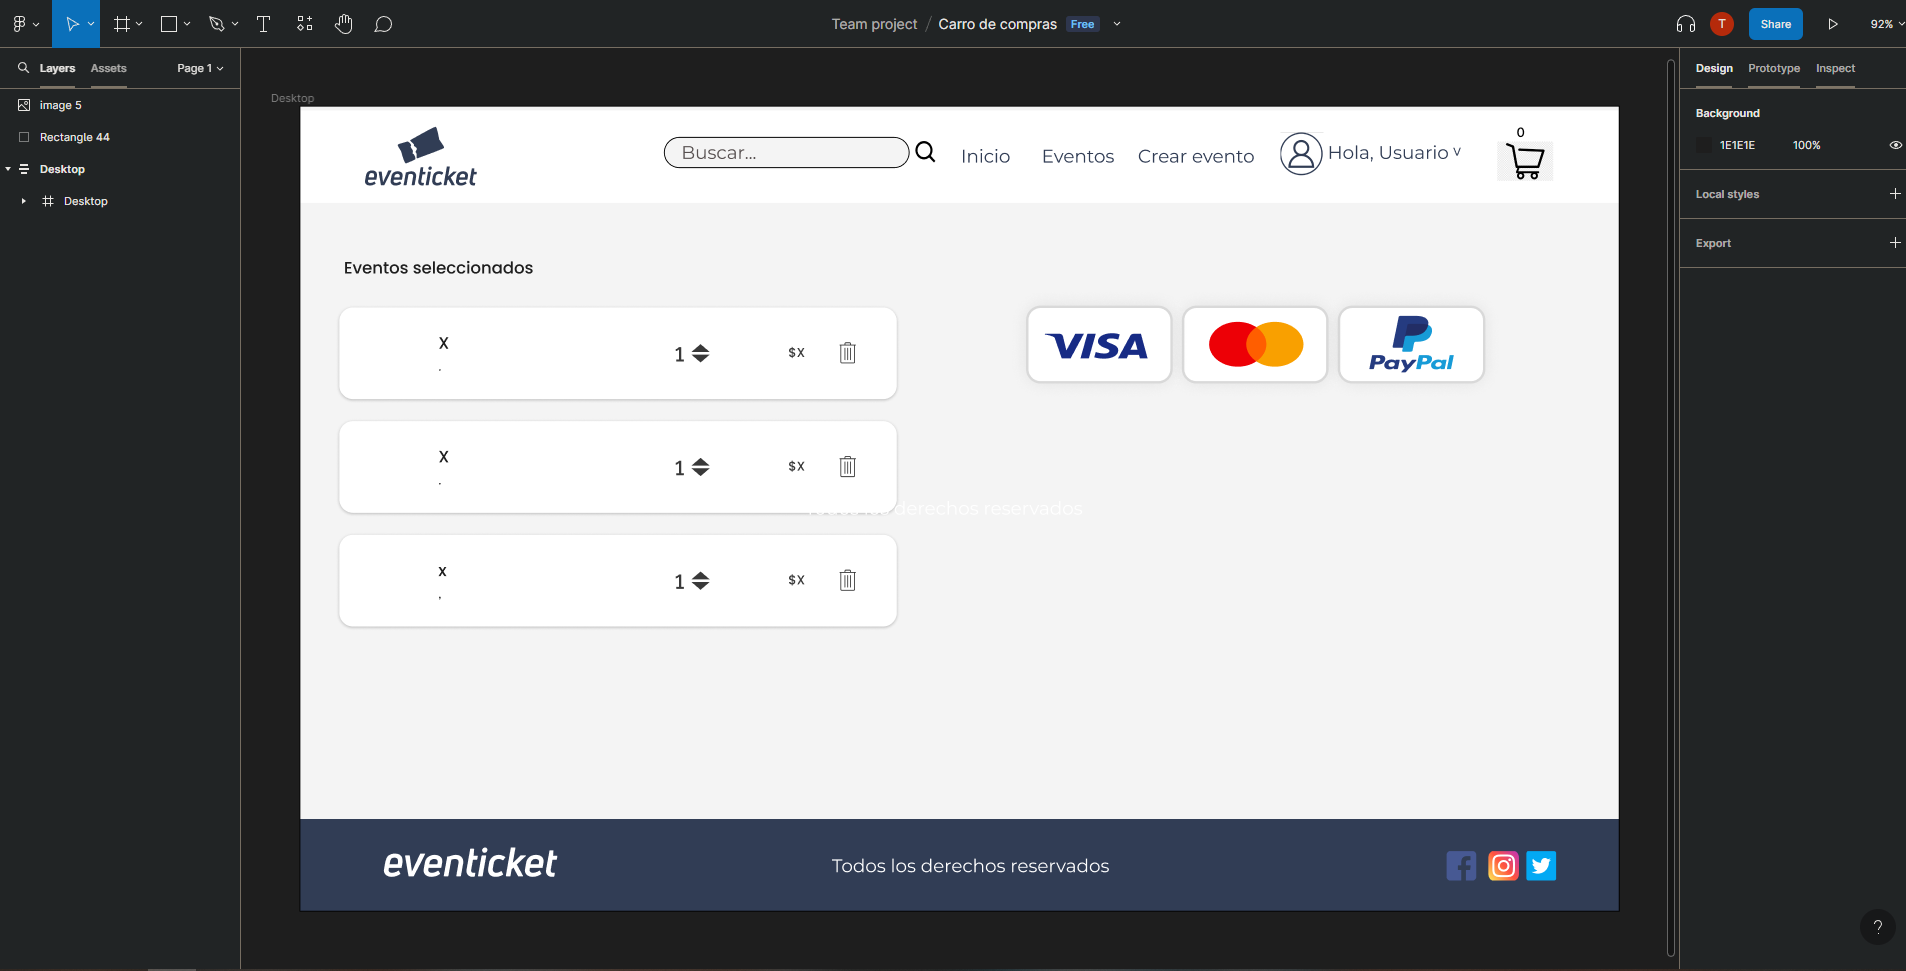 Team project / Carro de compras Free
T
Share
92%
Layers Assets Page 1
image 5
Rectangle 44
Desktop
Desktop
Desktop
eventicket
Buscar...
Inicio
Eventos
Crear evento
Hola, Usuario v
0
Eventos seleccionados
X
.
1
$X
X
.
1
$X
x
,
1
$X
VISA
PayPal
Todos los derechos reservados
eventicket
Todos los derechos reservados
Design Prototype Inspect
Background
1E1E1E 100%
Local styles
Export
?